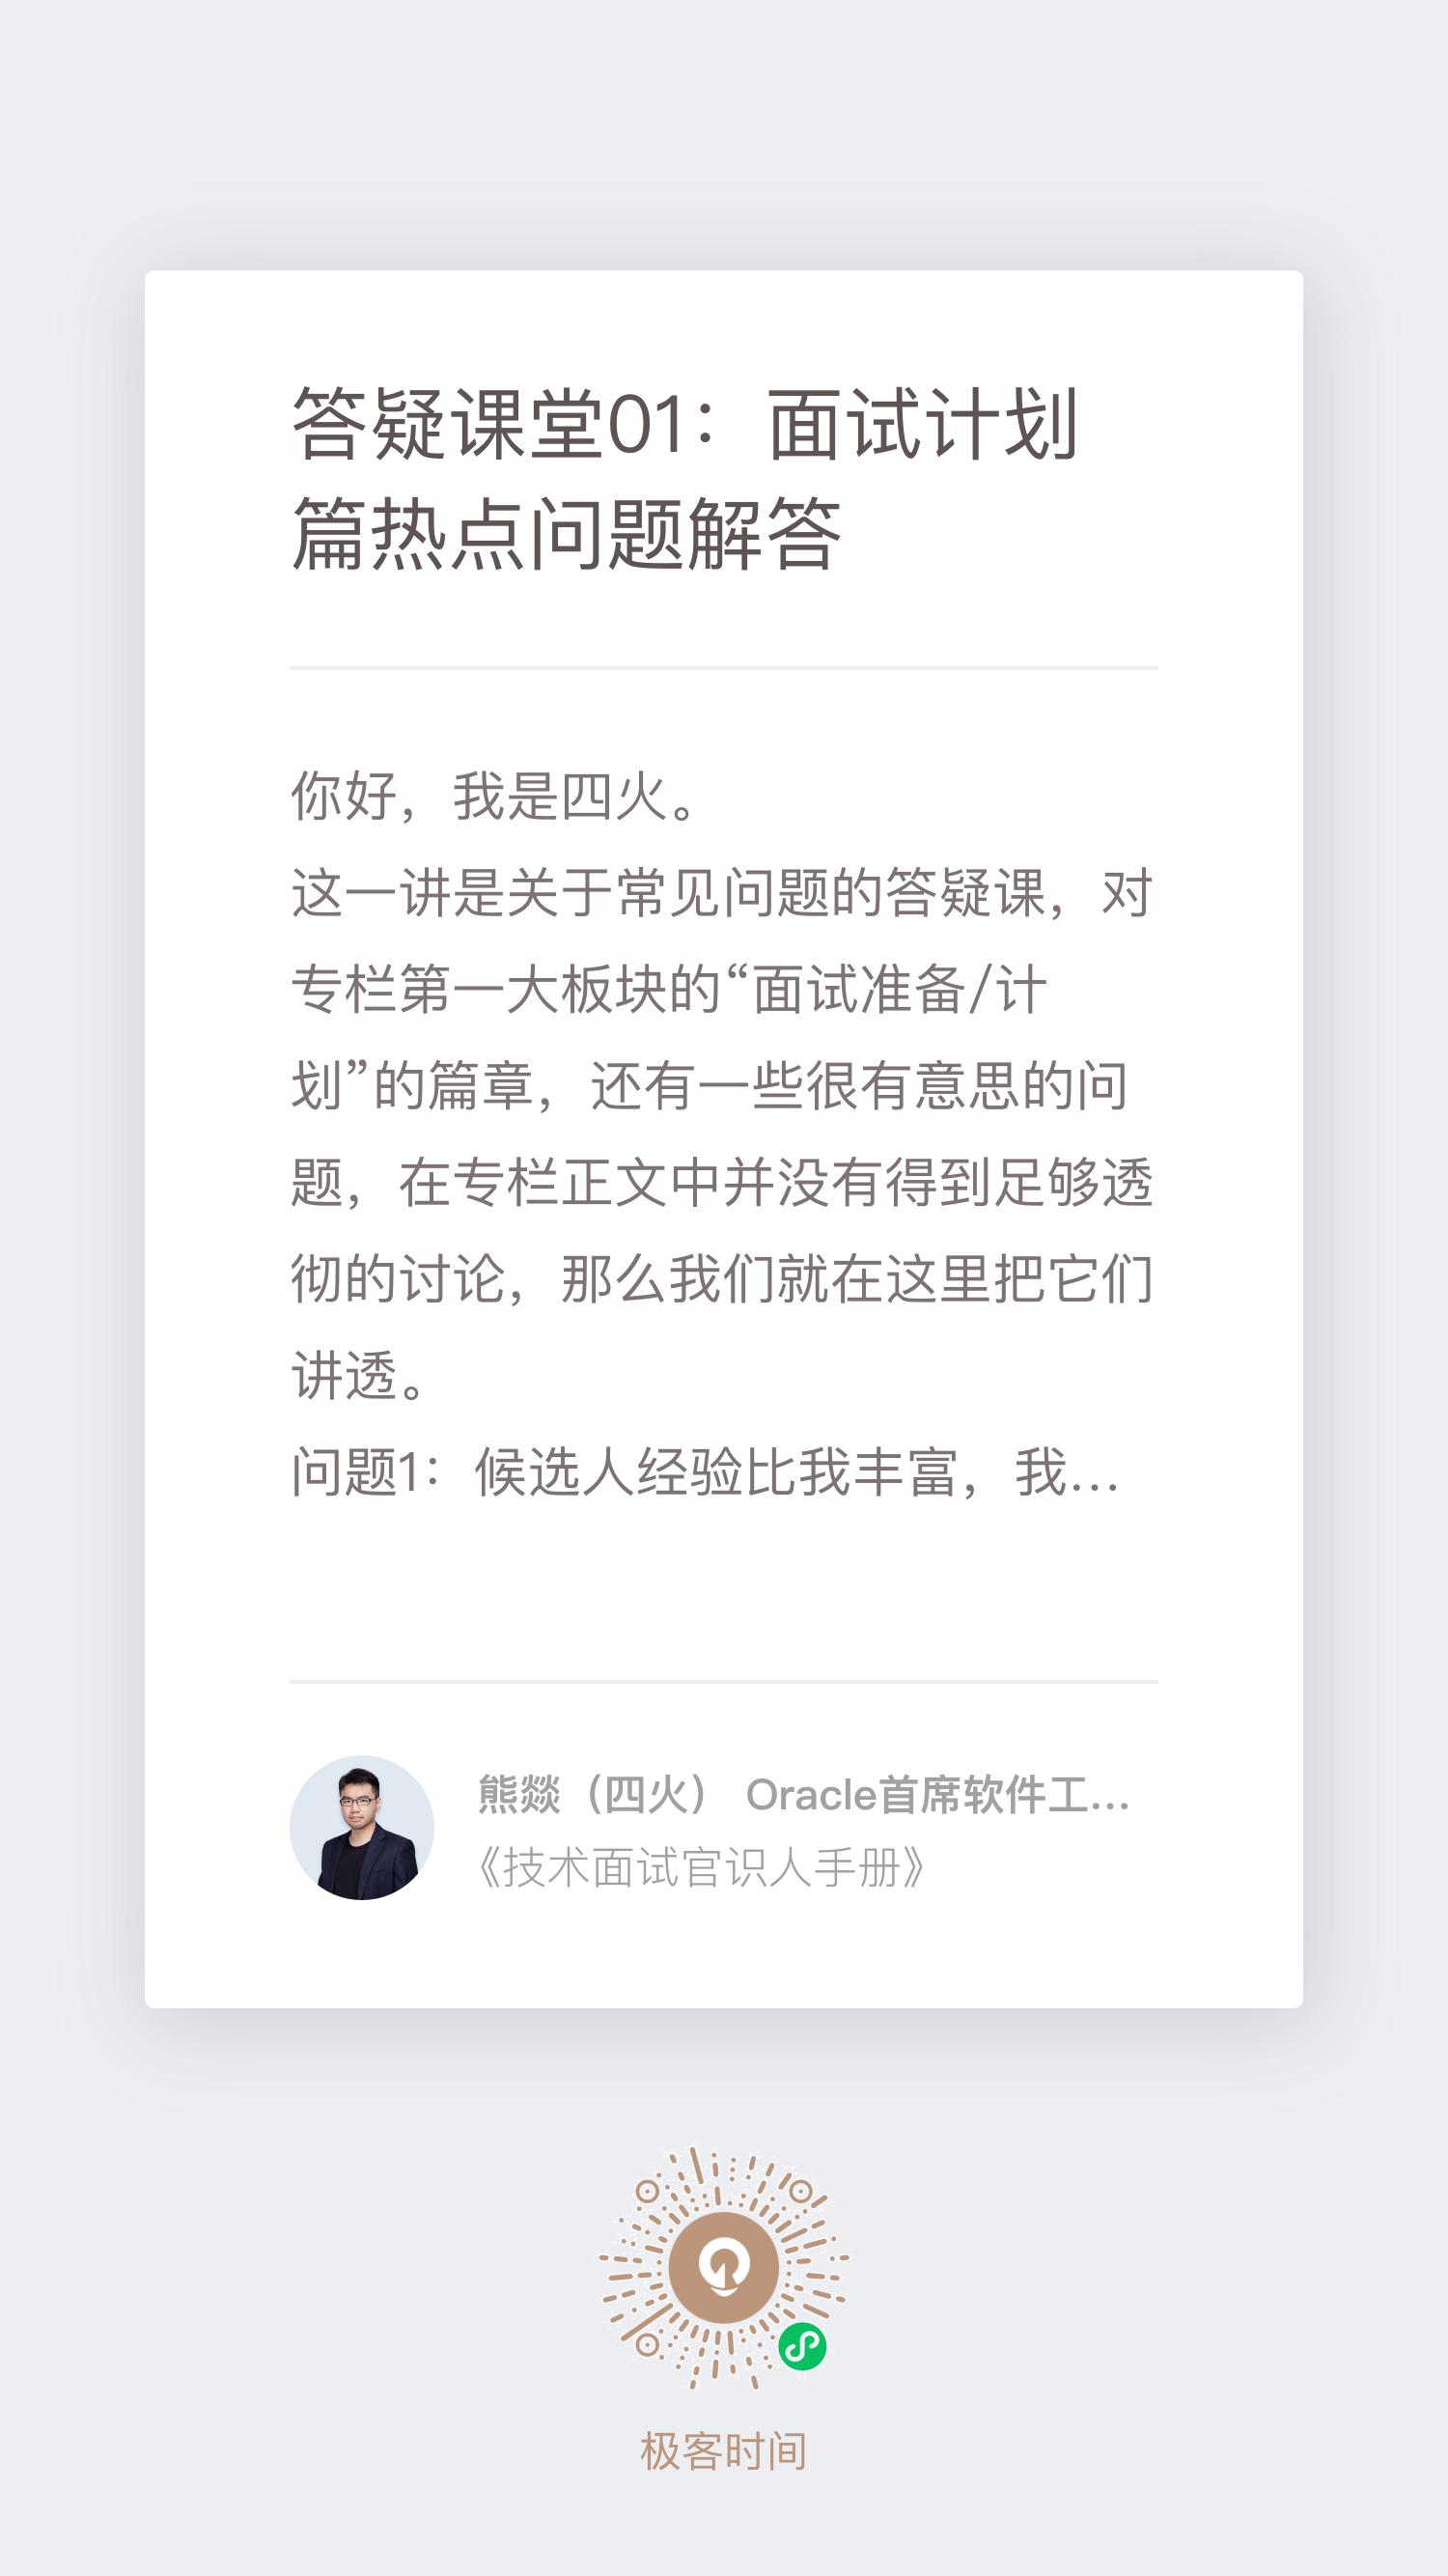 答疑课堂01：面试计划
篇热点问题解答
你好，我是四火。
这一讲是关于常见问题的答疑课，对
专栏第一大板块的“面试准备/计
划”的篇章，还有一些很有意思的问
题，在专栏正文中并没有得到足够透
彻的讨论，那么我们就在这里把它们
讲透。
问题1：候选人经验比我丰富，我...
熊燚（四火） Oracle首席软件工...
《技术面试官识人手册》
极客时间